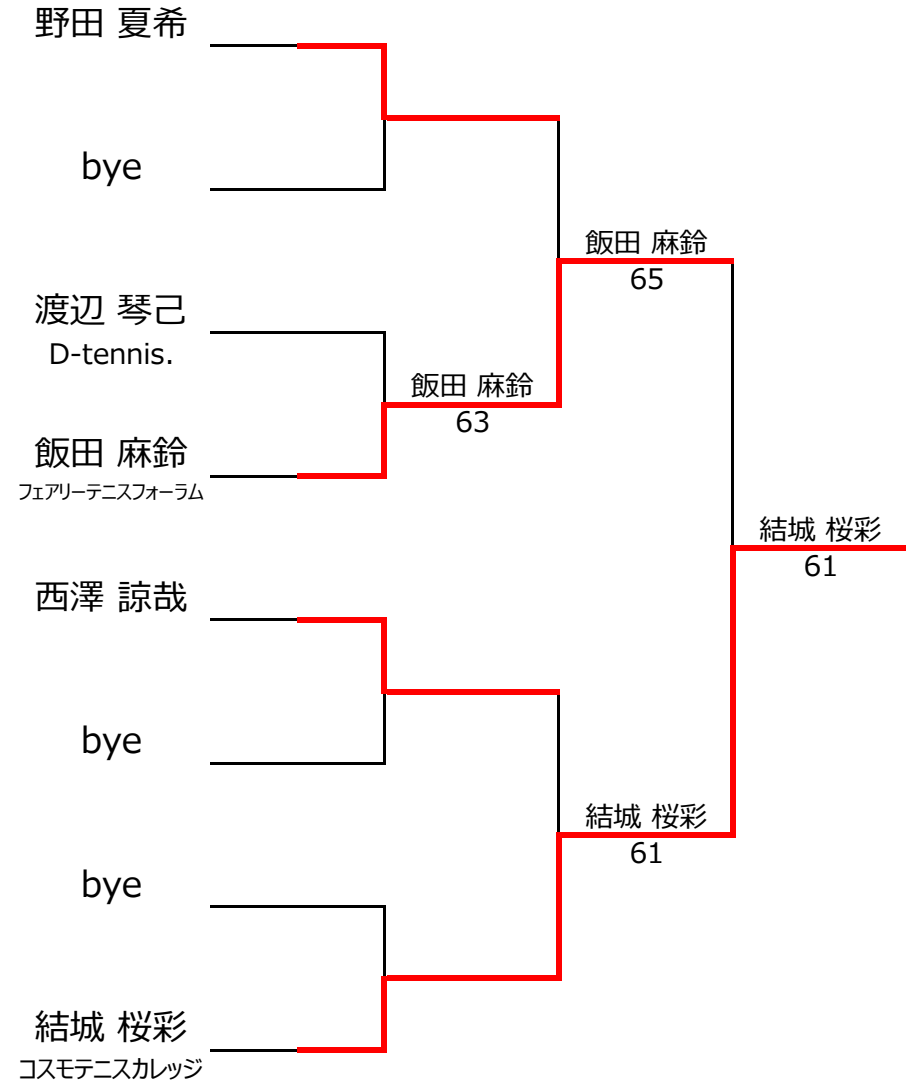 野田 夏希
bye
渡辺 琴己
D-tennis.
飯田 麻鈴
フェアリーテニスフォーラム
西澤 諒哉
bye
bye
結城 桜彩
コスモテニスカレッジ
飯田 麻鈴
63
飯田 麻鈴
65
結城 桜彩
61
結城 桜彩
61